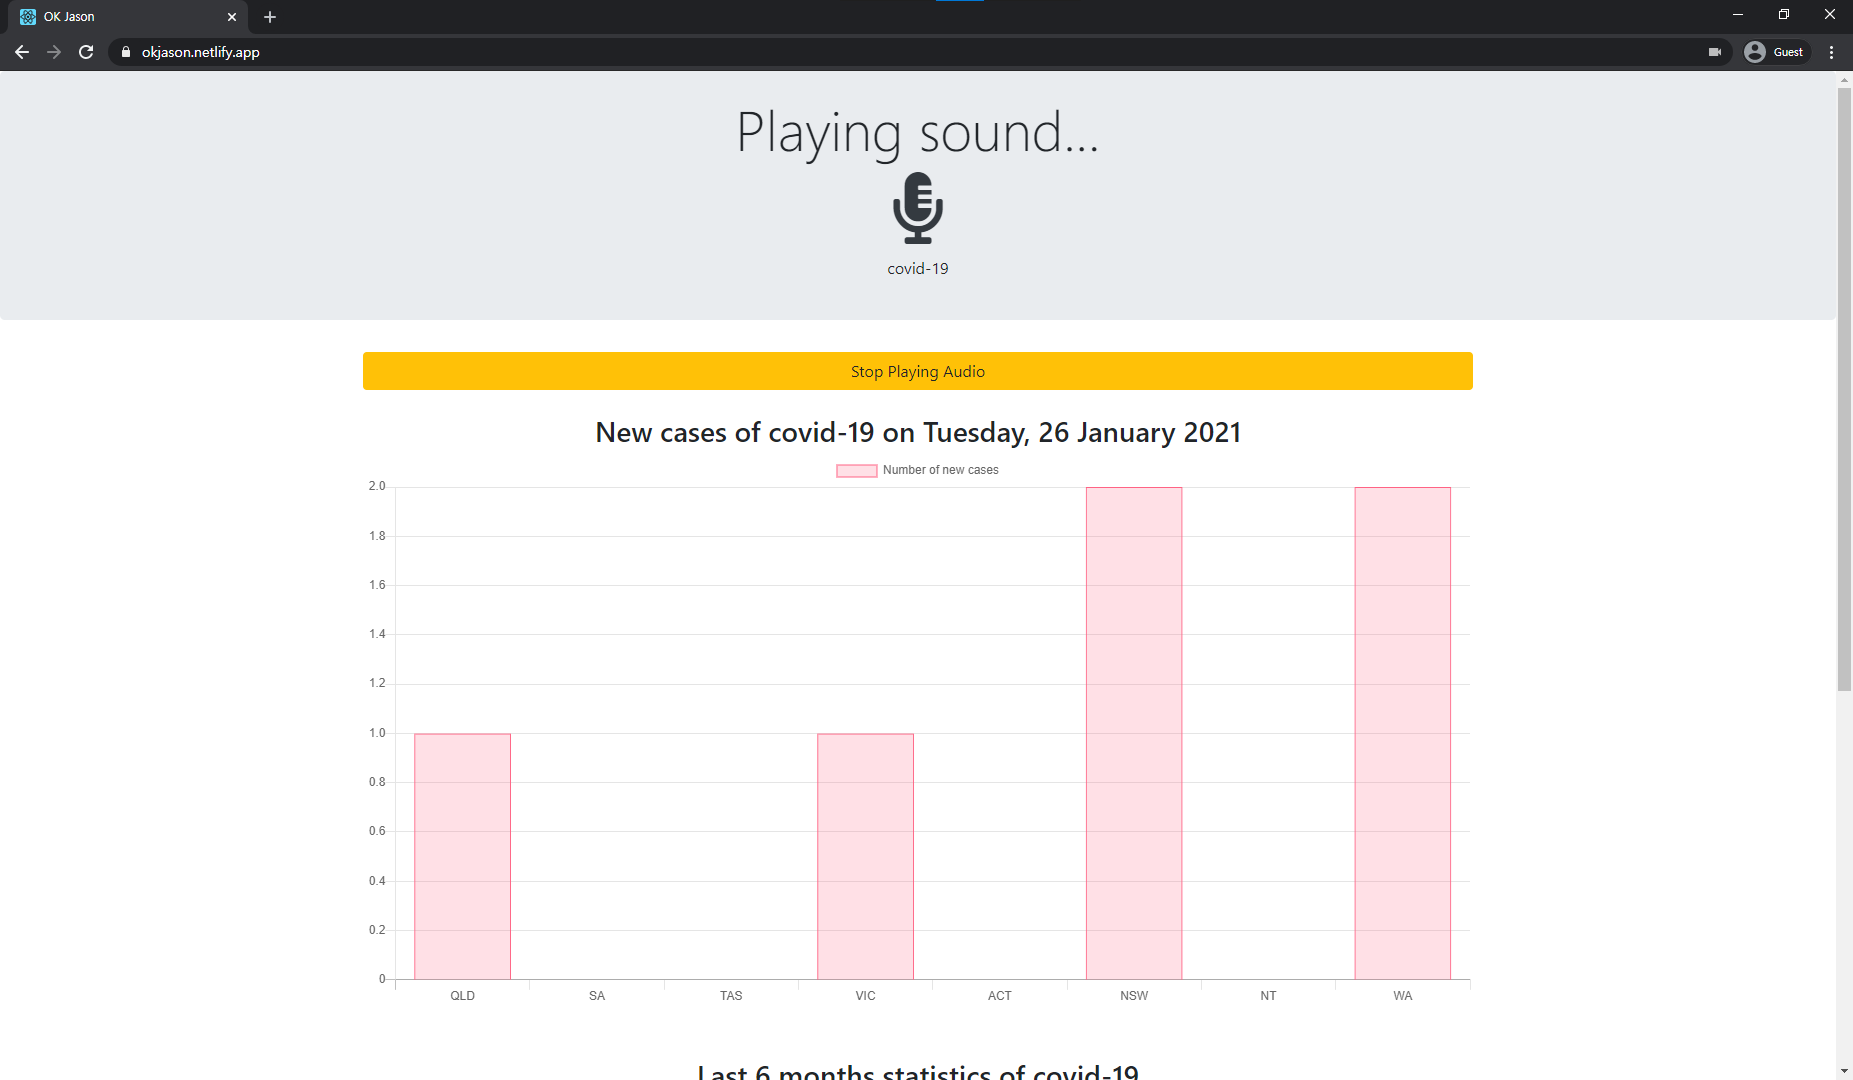 OK Jason
okjason.netlify.app
Guest
Playing sound...
covid-19
Stop Playing Audio
New cases of covid-19 on Tuesday, 26 January 2021
Number of new cases
2.0
1.8
1.6
1.4
1.2
1.0
0.8
0.6
0.4
0.2
0
QLD SA TAS VIC ACT NSW NT WA
Last 6 months statistics of covid-19